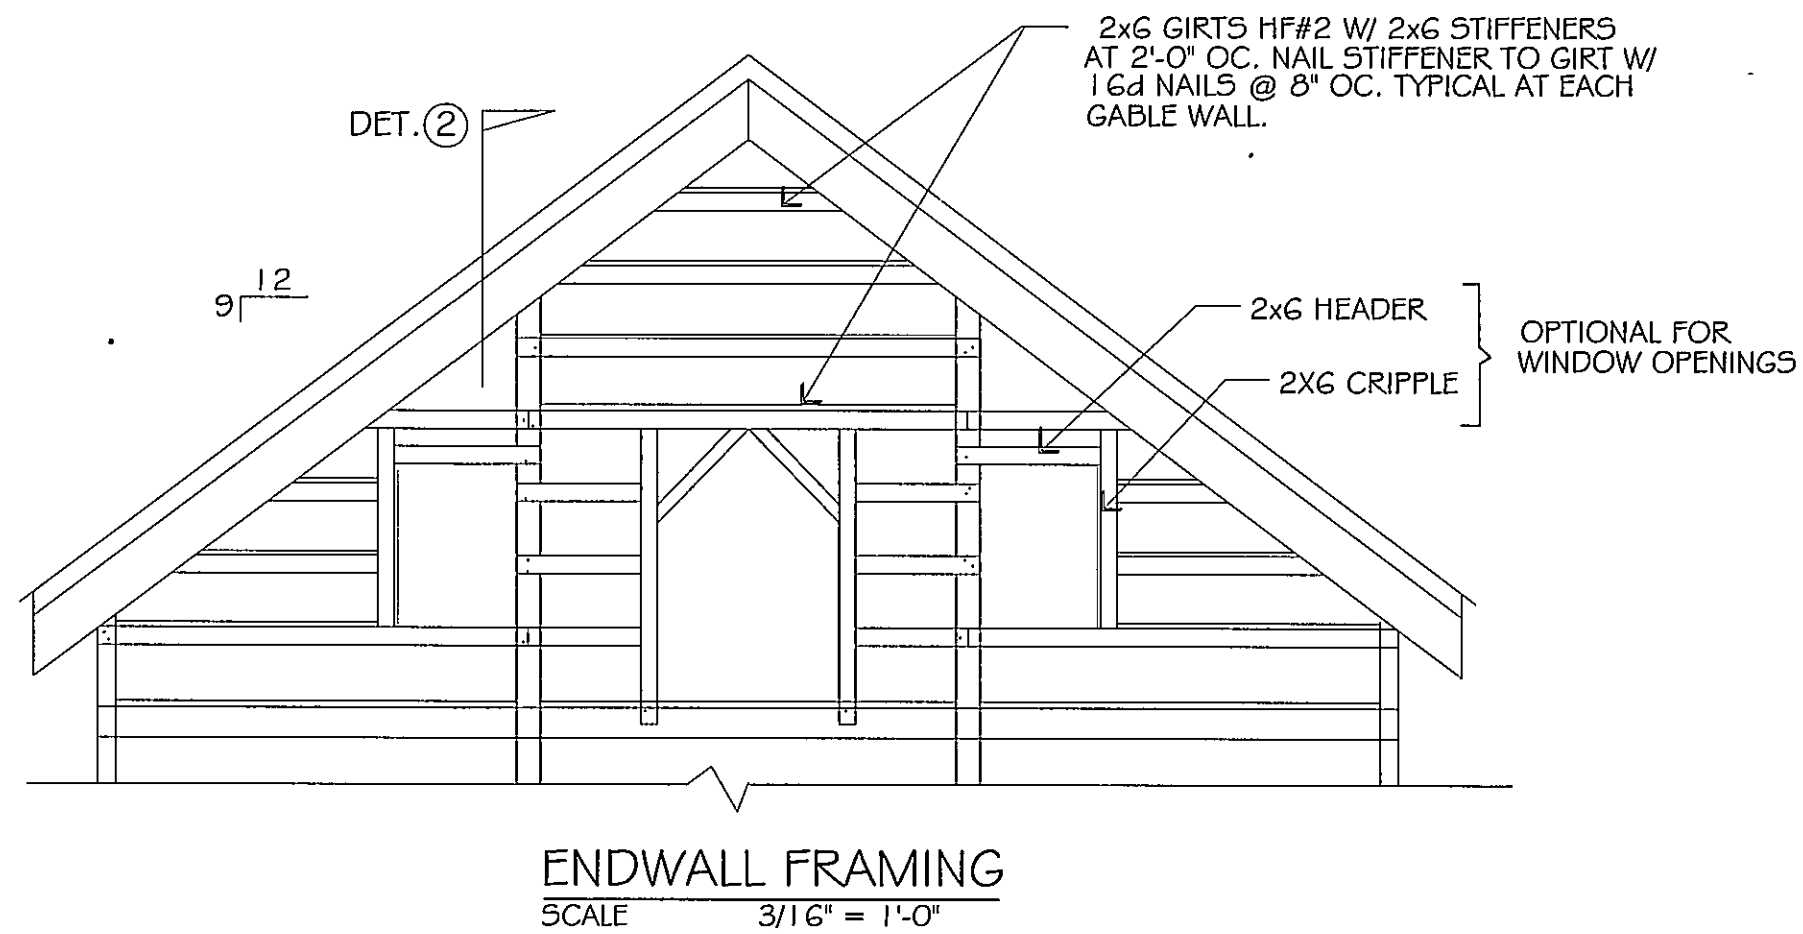 2x6 GIRTS HF#2 W/ 2x6 STIFFENERS
AT 2'-0" OC. NAIL STIFFENER TO GIRT W/
16d NAILS @ 8" OC. TYPICAL AT EACH
GABLE WALL.
DET. 2
12
9
2x6 HEADER
2X6 CRIPPLE
OPTIONAL FOR
WINDOW OPENINGS
ENDWALL FRAMING
SCALE 3/16" = 1'-0"